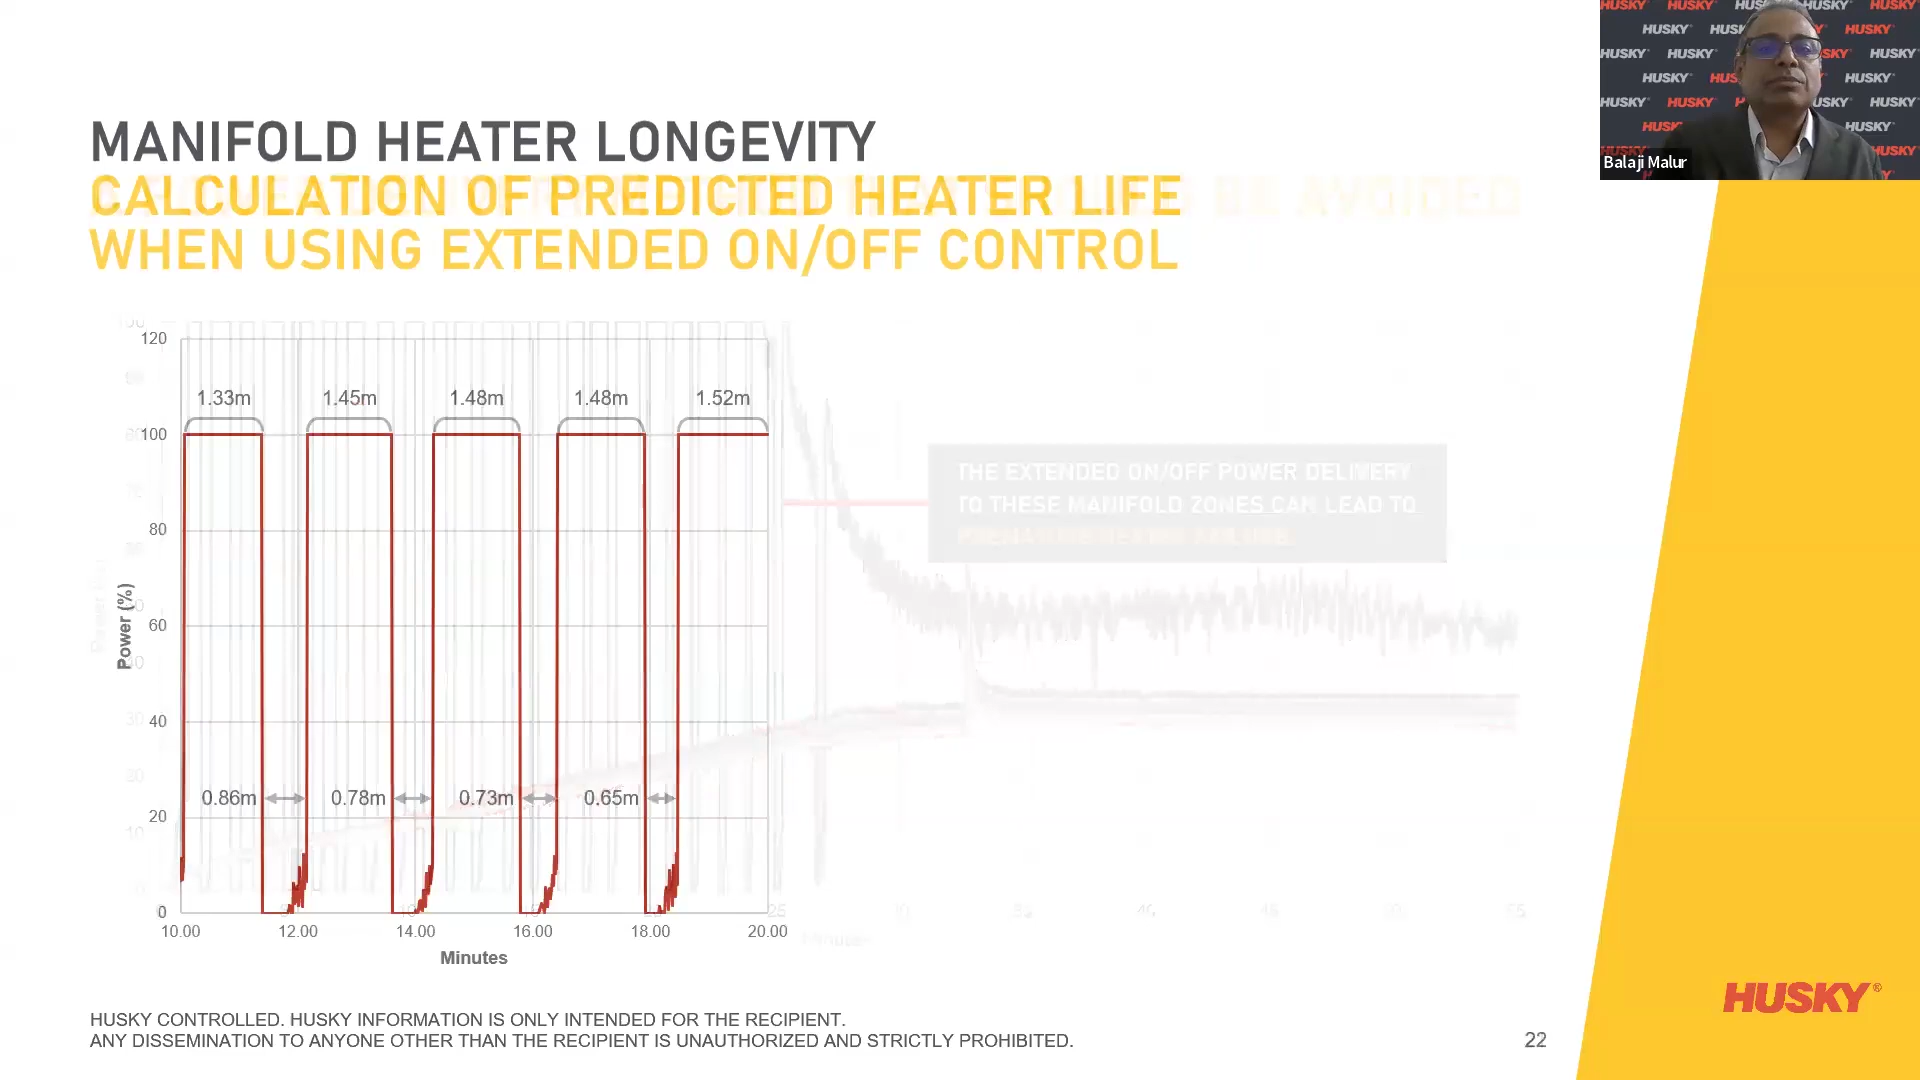 MANIFOLD HEATER LONGEVITY
CALCULATION OF PREDICTED HEATER LIFE
WHEN USING EXTENDED ON/OFF CONTROL
Balaji Malur
120
100
80
60
40
20
0
Power (%)
1.33m
1.45m
1.48m
1.48m
1.52m
0.86m
0.78m
0.73m
0.65m
10.00
12.00
14.00
16.00
18.00
20.00
Minutes
THE EXTENDED ON/OFF POWER DELIVERY
TO THESE MANIFOLD ZONES CAN LEAD TO
HUSKY CONTROLLED. HUSKY INFORMATION IS ONLY INTENDED FOR THE RECIPIENT.
ANY DISSEMINATION TO ANYONE OTHER THAN THE RECIPIENT IS UNAUTHORIZED AND STRICTLY PROHIBITED.
22
HUSKY®